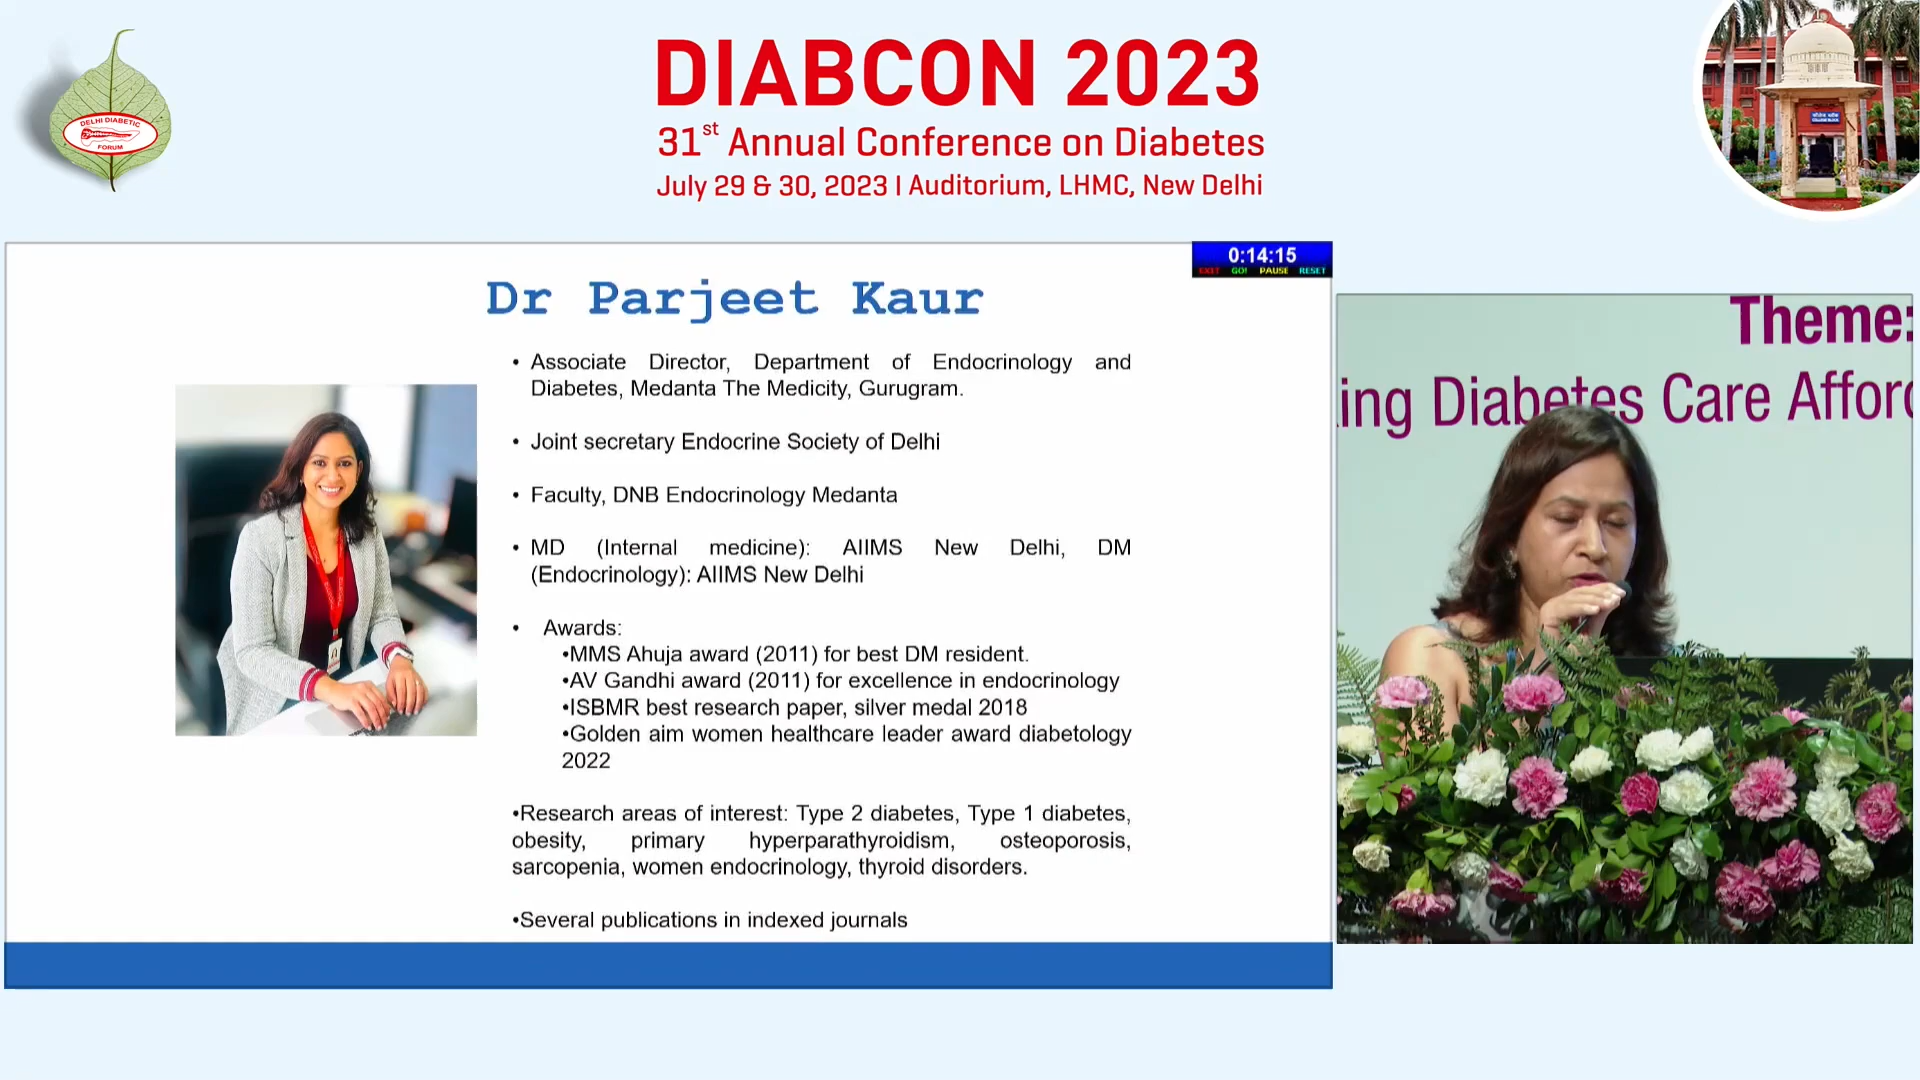 DELHI DIABETIC
FORUM
DIABCON 2023
31st Annual Conference on Diabetes
July 29 & 30, 2023 | Auditorium, LHMC, New Delhi
0:14:15
EXIT GO! PAUSE RESET
Dr Parjeet Kaur
• Associate Director, Department of Endocrinology and
Diabetes, Medanta The Medicity, Gurugram.
• Joint secretary Endocrine Society of Delhi
• Faculty, DNB Endocrinology Medanta
• MD (Internal medicine): AIIMS New Delhi, DM
(Endocrinology): AIIMS New Delhi
• Awards:
•MMS Ahuja award (2011) for best DM resident.
•AV Gandhi award (2011) for excellence in endocrinology
•ISBMR best research paper, silver medal 2018
•Golden aim women healthcare leader award diabetology
2022
•Research areas of interest: Type 2 diabetes, Type 1 diabetes,
obesity, primary hyperparathyroidism, osteoporosis,
sarcopenia, women endocrinology, thyroid disorders.
•Several publications in indexed journals
Theme:
ing Diabetes Care Affor